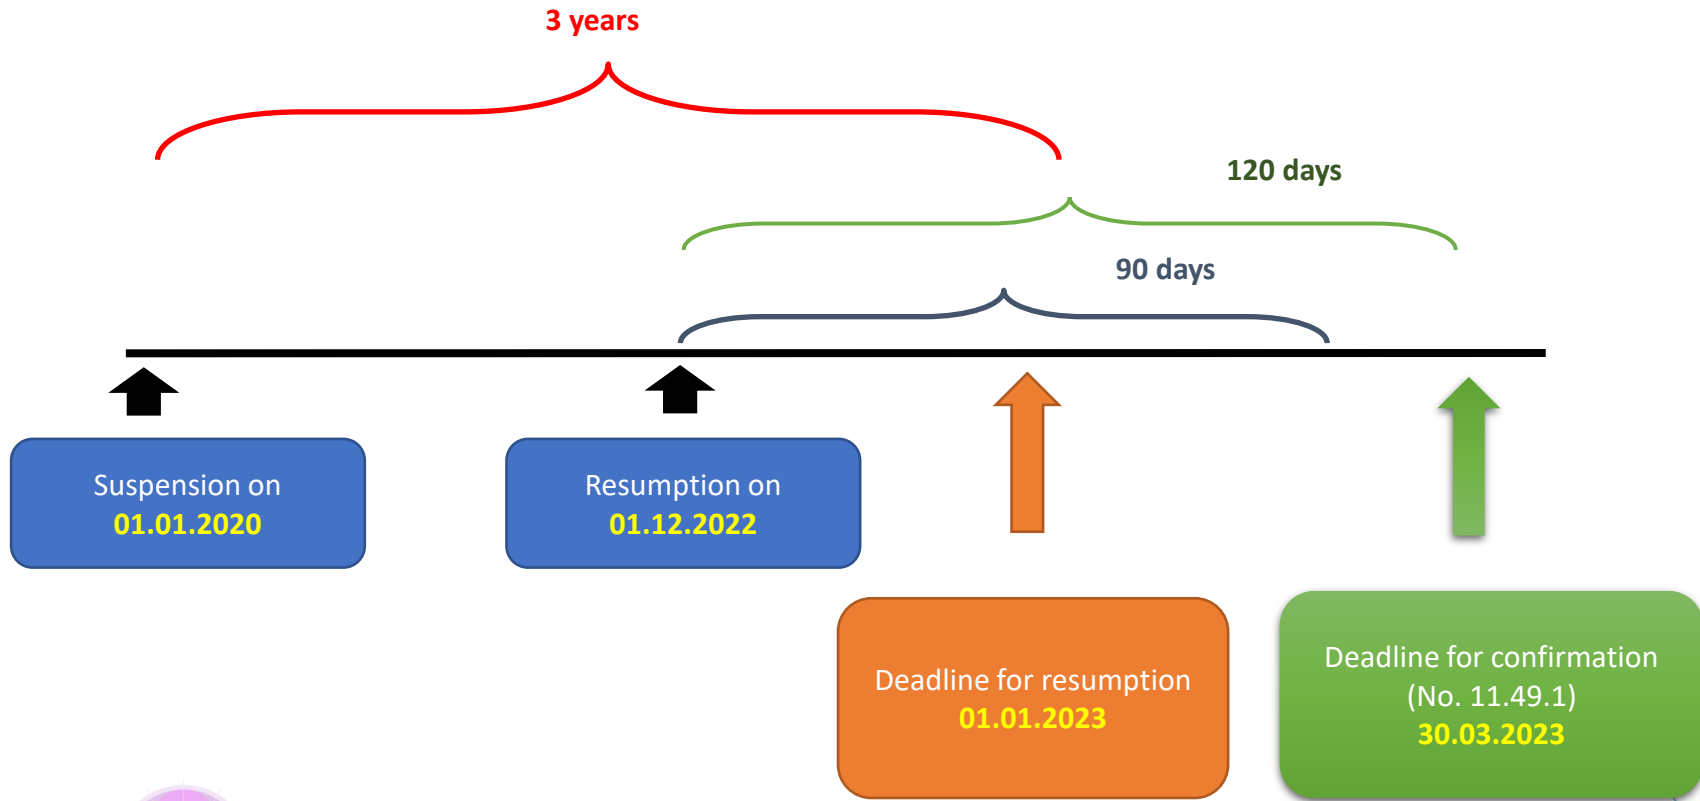 3 years
120 days
90 days
Suspension on
01.01.2020
Resumption on
01.12.2022
Deadline for resumption
01.01.2023
Deadline for confirmation
(No. 11.49.1)
30.03.2023